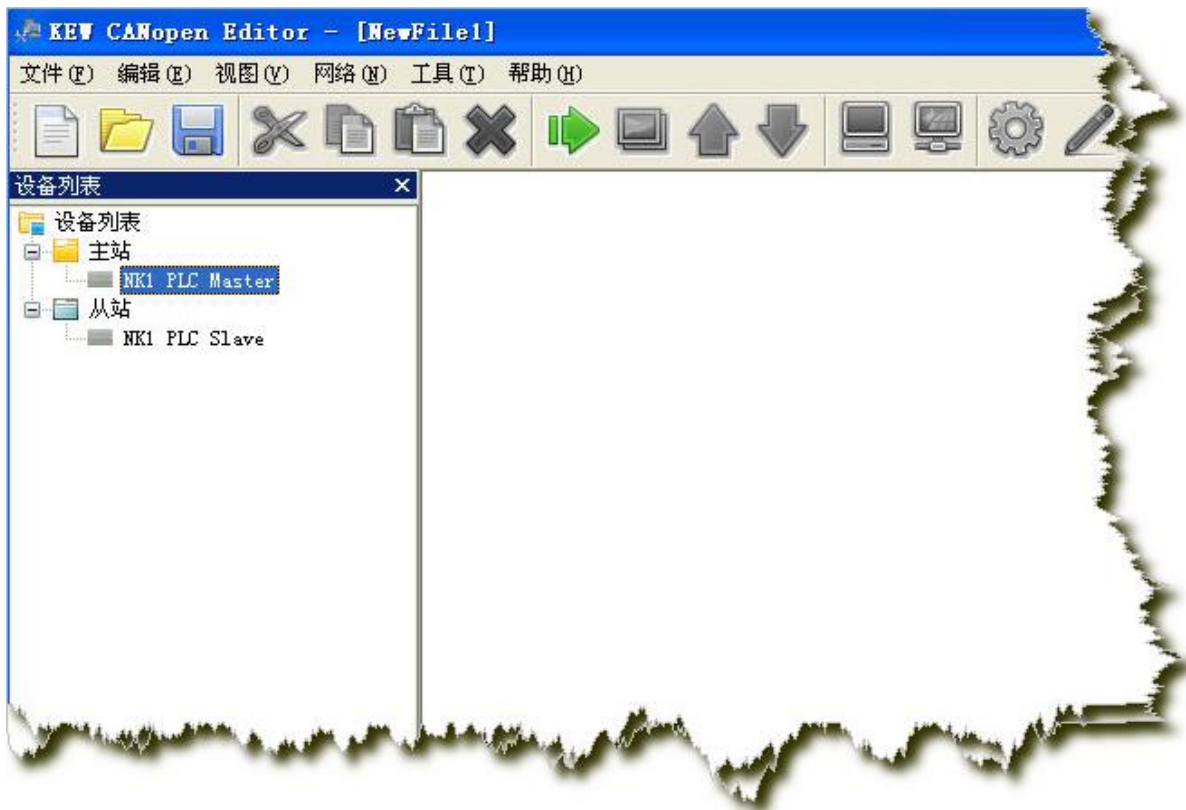 KEW CANopen Editor - [NewFile1]
文件(F) 编辑(E) 视图(V) 网络(N) 工具(T) 帮助(H)
设备列表
设备列表
主站
NK1 PLC Master
从站
NK1 PLC Slave